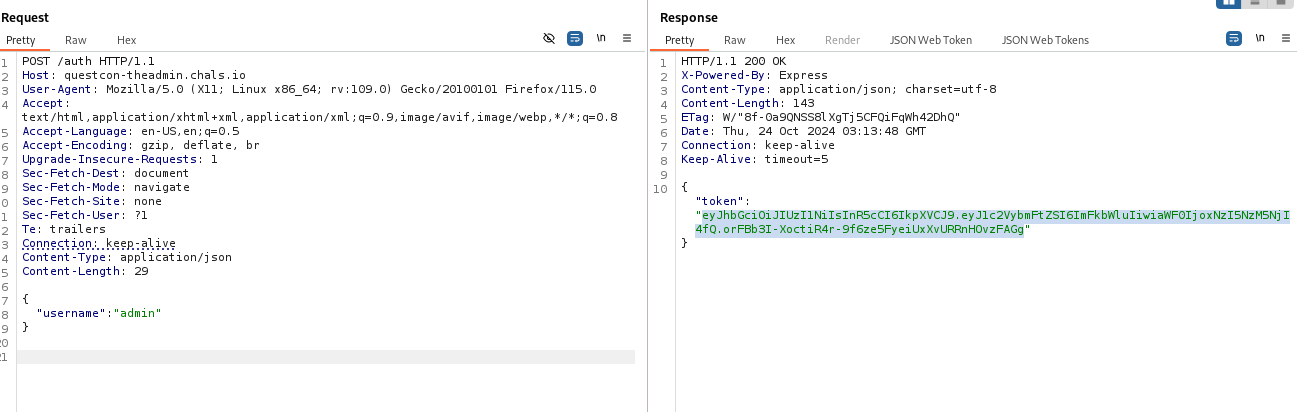 Request
Pretty Raw Hex \n
1 POST /auth HTTP/1.1
2 Host: questcon-theadmin.chals.io
3 User-Agent: Mozilla/5.0 (X11; Linux x86_64; rv:109.0) Gecko/20100101 Firefox/115.0
4 Accept:
text/html,application/xhtml+xml,application/xml;q=0.9,image/avif,image/webp,*/*;q=0.8
5 Accept-Language: en-US,en;q=0.5
6 Accept-Encoding: gzip, deflate, br
7 Upgrade-Insecure-Requests: 1
8 Sec-Fetch-Dest: document
9 Sec-Fetch-Mode: navigate
0 Sec-Fetch-Site: none
1 Sec-Fetch-User: ?1
2 Te: trailers
3 Connection: keep-alive
4 Content-Type: application/json
5 Content-Length: 29
6
7 {
8 "username":"admin"
9 }
20
21
Response
Pretty Raw Hex Render JSON Web Token JSON Web Tokens \n
1 HTTP/1.1 200 OK
2 X-Powered-By: Express
3 Content-Type: application/json; charset=utf-8
4 Content-Length: 143
5 ETag: W/"8f-0a9QNSS8lXgTj5CFQiFqWh42DhQ"
6 Date: Thu, 24 Oct 2024 03:13:48 GMT
7 Connection: keep-alive
8 Keep-Alive: timeout=5
9
10 {
"token":
"eyJhbGciOiJIUzI1NiIsInR5cCI6IkpXVCJ9.eyJ1c2VybmFtZSI6ImFkbWluIiwiaWF0IjoxNzI5NzM5NjI
4fQ.orFBb3I-XoctiR4r-9f6ze5FyeiUxXvURRnHOvzFAGg"
}